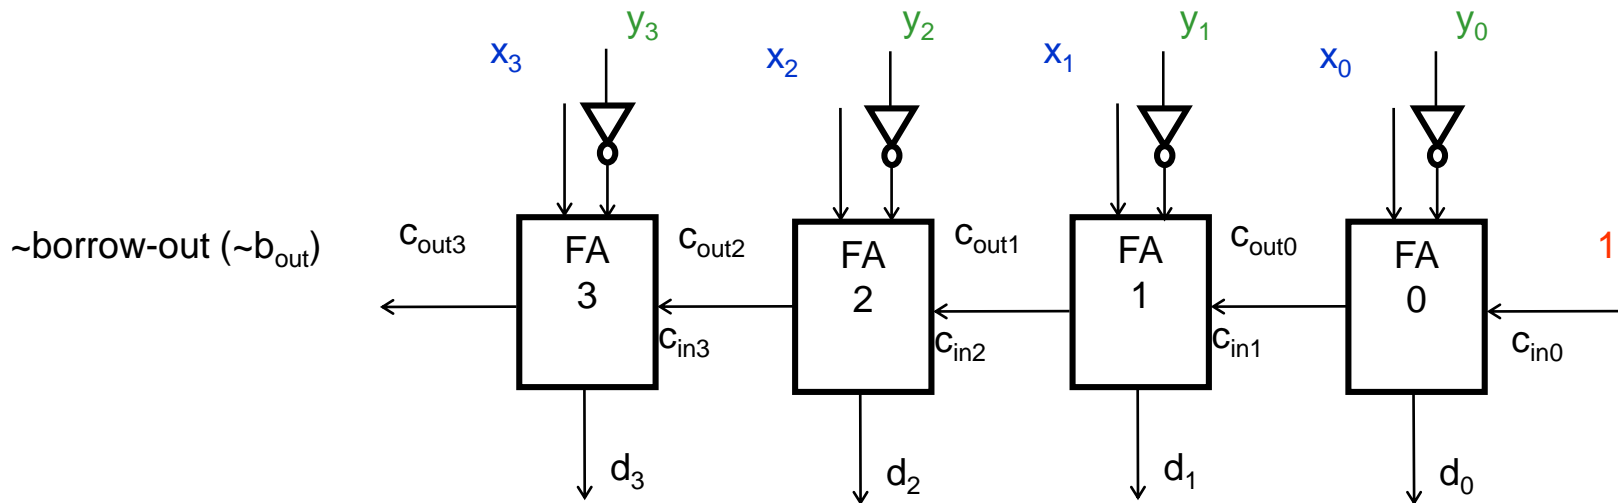 y3 y2 y1 y0
x3 x2 x1 x0
~borrow-out (~bout) cout3 FA cout2 FA cout1 FA cout0 FA 1
3 2 1 0
cin3 cin2 cin1 cin0
d3 d2 d1 d0